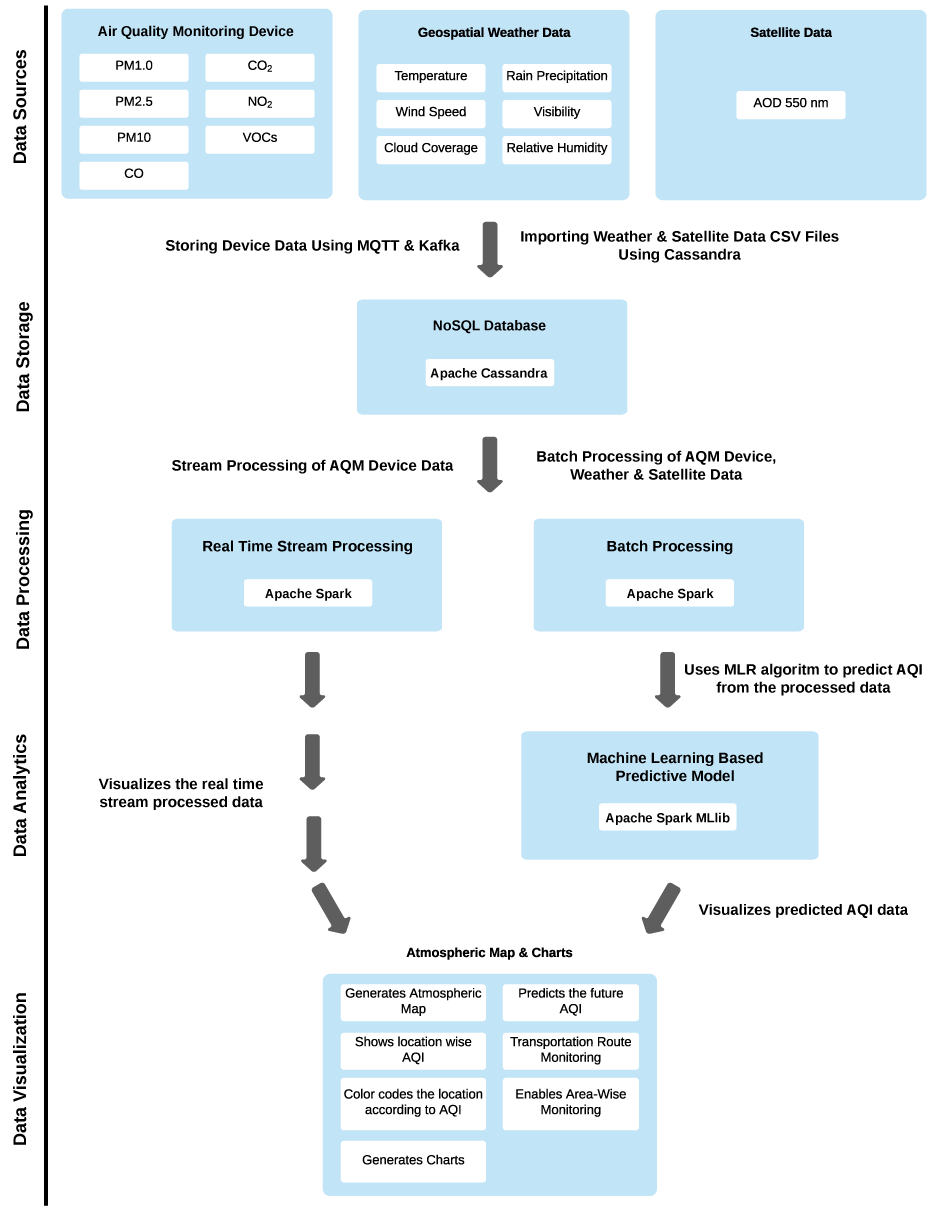 Data Sources
Air Quality Monitoring Device
PM1.0
CO2
PM2.5
NO2
PM10
VOCs
CO
Geospatial Weather Data
Temperature
Rain Precipitation
Wind Speed
Visibility
Cloud Coverage
Relative Humidity
Satellite Data
AOD 550 nm
Storing Device Data Using MQTT & Kafka
Importing Weather & Satellite Data CSV Files
Using Cassandra
Data Storage
NoSQL Database
Apache Cassandra
Stream Processing of AQM Device Data
Batch Processing of AQM Device,
Weather & Satellite Data
Data Processing
Real Time Stream Processing
Apache Spark
Batch Processing
Apache Spark
Uses MLR algoritm to predict AQI
from the processed data
Data Analytics
Visualizes the real time
stream processed data
Machine Learning Based
Predictive Model
Apache Spark MLlib
Visualizes predicted AQI data
Data Visualization
Atmospheric Map & Charts
Generates Atmospheric
Map
Predicts the future
AQI
Shows location wise
AQI
Transportation Route
Monitoring
Color codes the location
according to AQI
Enables Area-Wise
Monitoring
Generates Charts